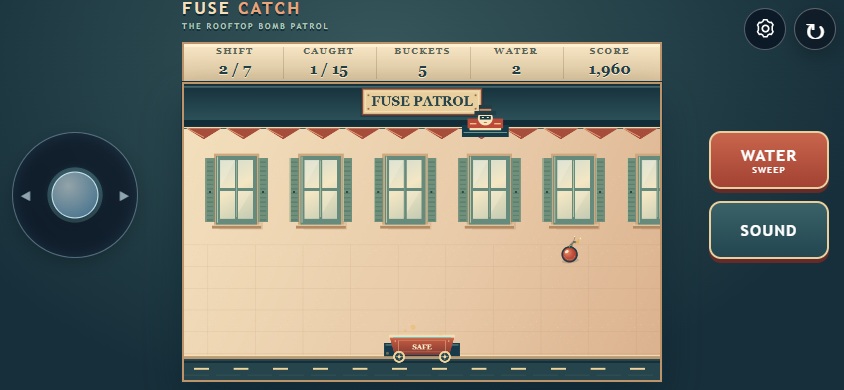 FUSE CATCH
THE ROOFTOP BOMB PATROL
SHIFT CAUGHT BUCKETS WATER SCORE
2 / 7 1 / 15 5 2 1,960
FUSE PATROL
WATER
SWEEP
SOUND
SAFE